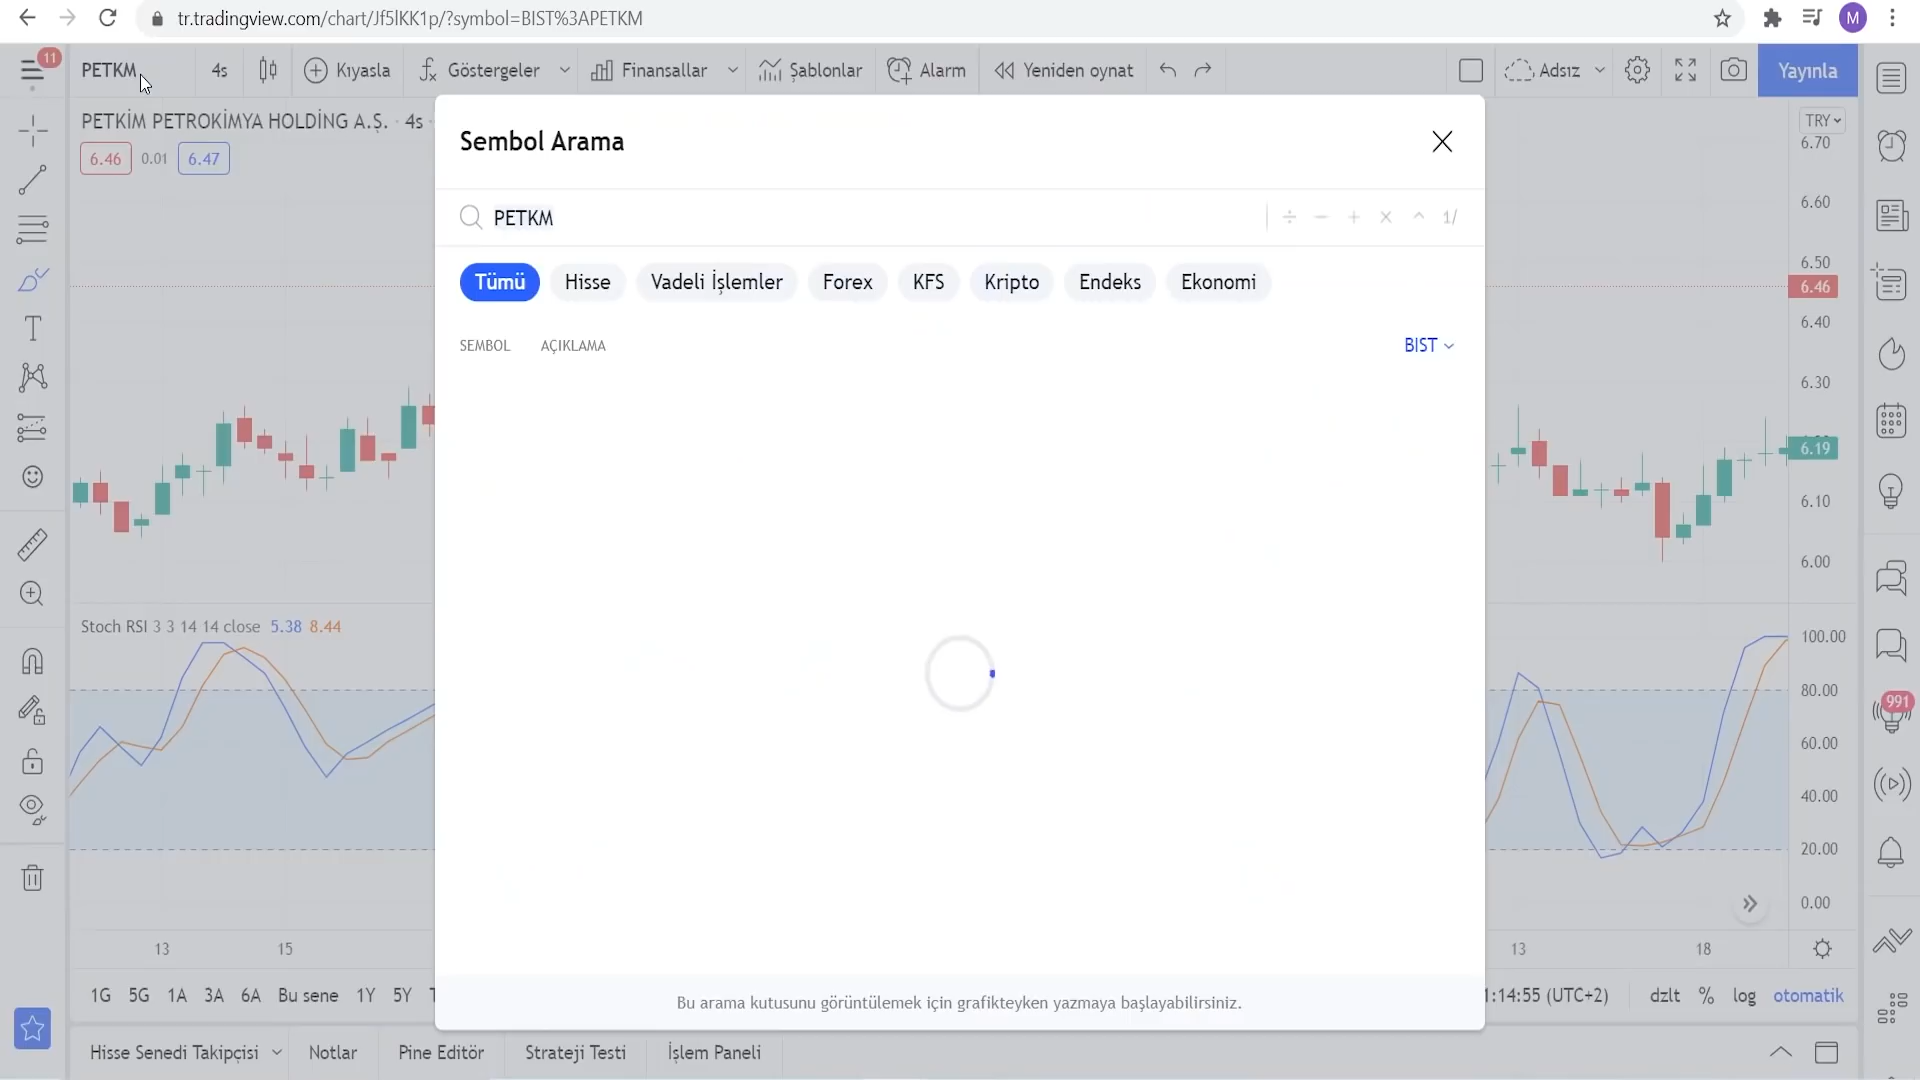 tr.tradingview.com/chart/Jf5lKK1p/?symbol=BIST%3APETKM
M
11
PETKM
4s
Kıyasla
Göstergeler
Finansallar
Şablonlar
Alarm
Yeniden oynat
Adsız
Yayınla
PETKİM PETROKİMYA HOLDİNG A.Ş. · 4s ·
6.46 0.01 6.47
Sembol Arama
PETKM
÷ − + × ^ 1/
Tümü Hisse Vadeli İşlemler Forex KFS Kripto Endeks Ekonomi
SEMBOL AÇIKLAMA BIST
TRY
6.70
6.60
6.50
6.46
6.40
6.30
6.19
6.10
6.00
Stoch RSI 3 3 14 14 close 5.38 8.44
100.00
80.00
991
60.00
40.00
20.00
0.00
13 15 13 18
1G 5G 1A 3A 6A Bu sene 1Y 5Y
1:14:55 (UTC+2) dzlt % log otomatik
Bu arama kutusunu görüntülemek için grafikteyken yazmaya başlayabilirsiniz.
Hisse Senedi Takipçisi Notlar Pine Editör Strateji Testi İşlem Paneli